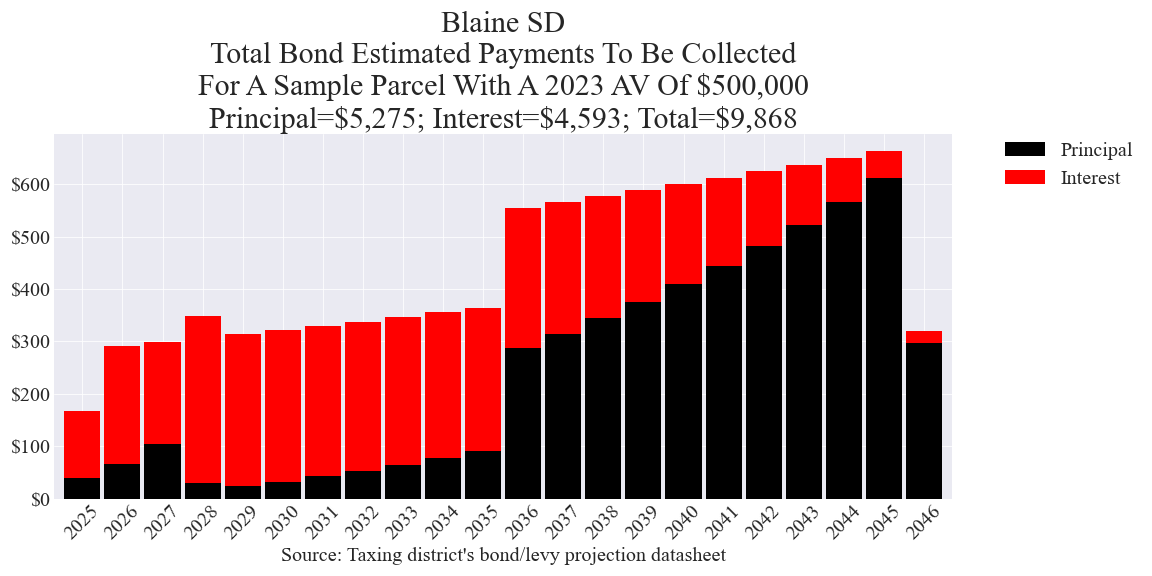 Blaine SD
Total Bond Estimated Payments To Be Collected
For A Sample Parcel With A 2023 AV Of $500,000
Principal=$5,275; Interest=$4,593; Total=$9,868
Principal
Interest
$600
$500
$400
$300
$200
$100
$0
2025 2026 2027 2028 2029 2030 2031 2032 2033 2034 2035 2036 2037 2038 2039 2040 2041 2042 2043 2044 2045 2046
Source: Taxing district's bond/levy projection datasheet